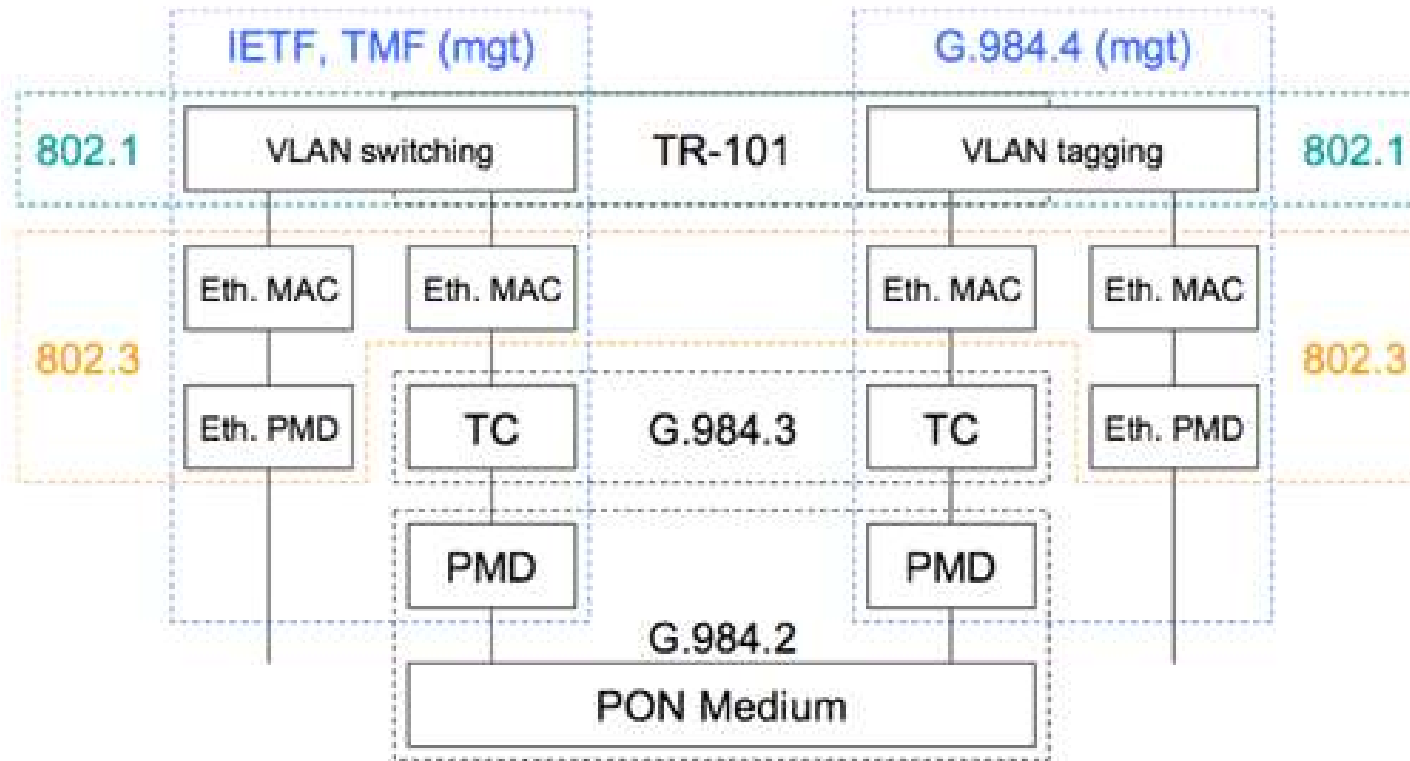 IETF, TMF (mgt)
G.984.4 (mgt)
802.1
VLAN switching
TR-101
VLAN tagging
802.1
Eth. MAC
Eth. MAC
Eth. MAC
Eth. MAC
802.3
802.3
Eth. PMD
TC
G.984.3
TC
Eth. PMD
PMD
PMD
G.984.2
PON Medium